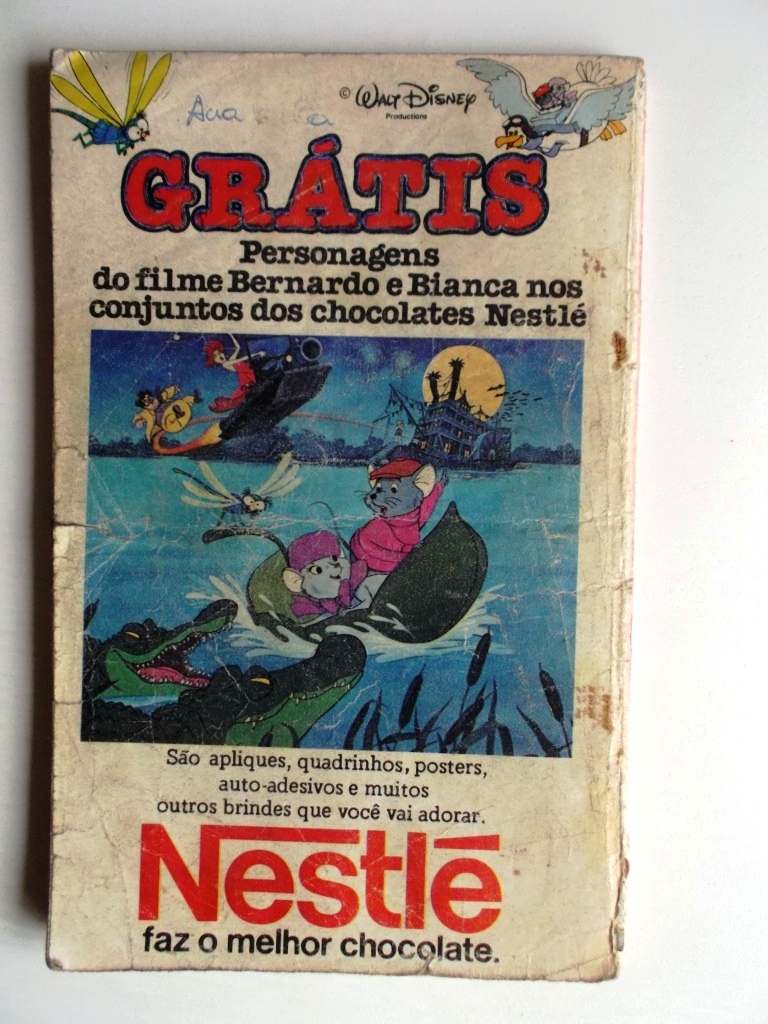 © Walt Disney
Productions
Ana
GRÁTIS
Personagens
do filme Bernardo e Bianca nos
conjuntos dos chocolates Nestlé
São apliques, quadrinhos, posters,
auto-adesivos e muitos
outros brindes que você vai adorar.
Nestlé
faz o melhor chocolate.